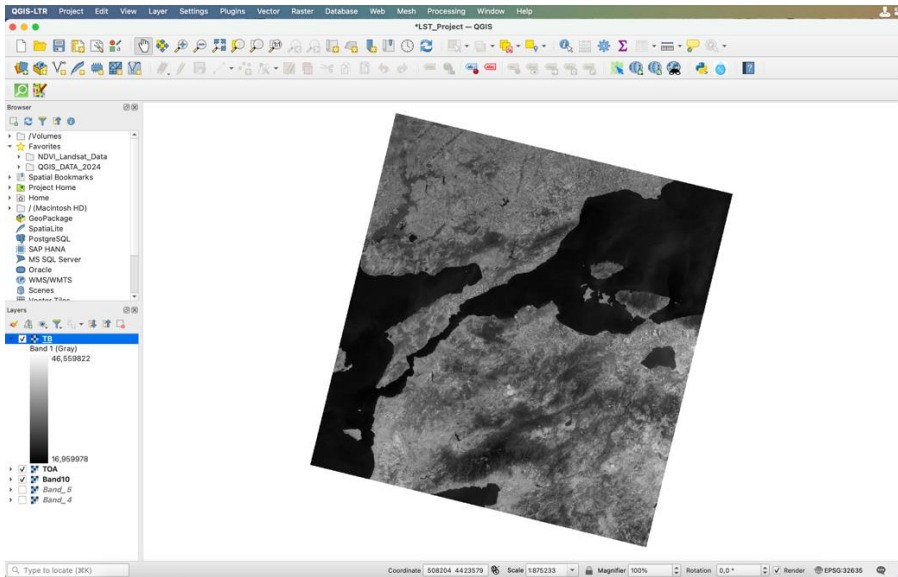 QGIS-LTR Project Edit View Layer Settings Plugins Vector Raster Database Web Mesh Processing Window Help
*LST_Project — QGIS
Browser
/Volumes
Favorites
NDVI_Landsat_Data
QGIS_DATA_2024
Spatial Bookmarks
Project Home
Home
/ (Macintosh HD)
GeoPackage
SpatiaLite
PostgreSQL
SAP HANA
MS SQL Server
Oracle
WMS/WMTS
Scenes
Vector Tiles
Layers
TB
Band 1 (Gray)
46,559822
16,959978
TOA
Band10
Band_5
Band_4
Type to locate (⌘K) Coordinate 508204 4423579 Scale 1:875233 Magnifier 100% Rotation 0,0 ° Render EPSG:32635